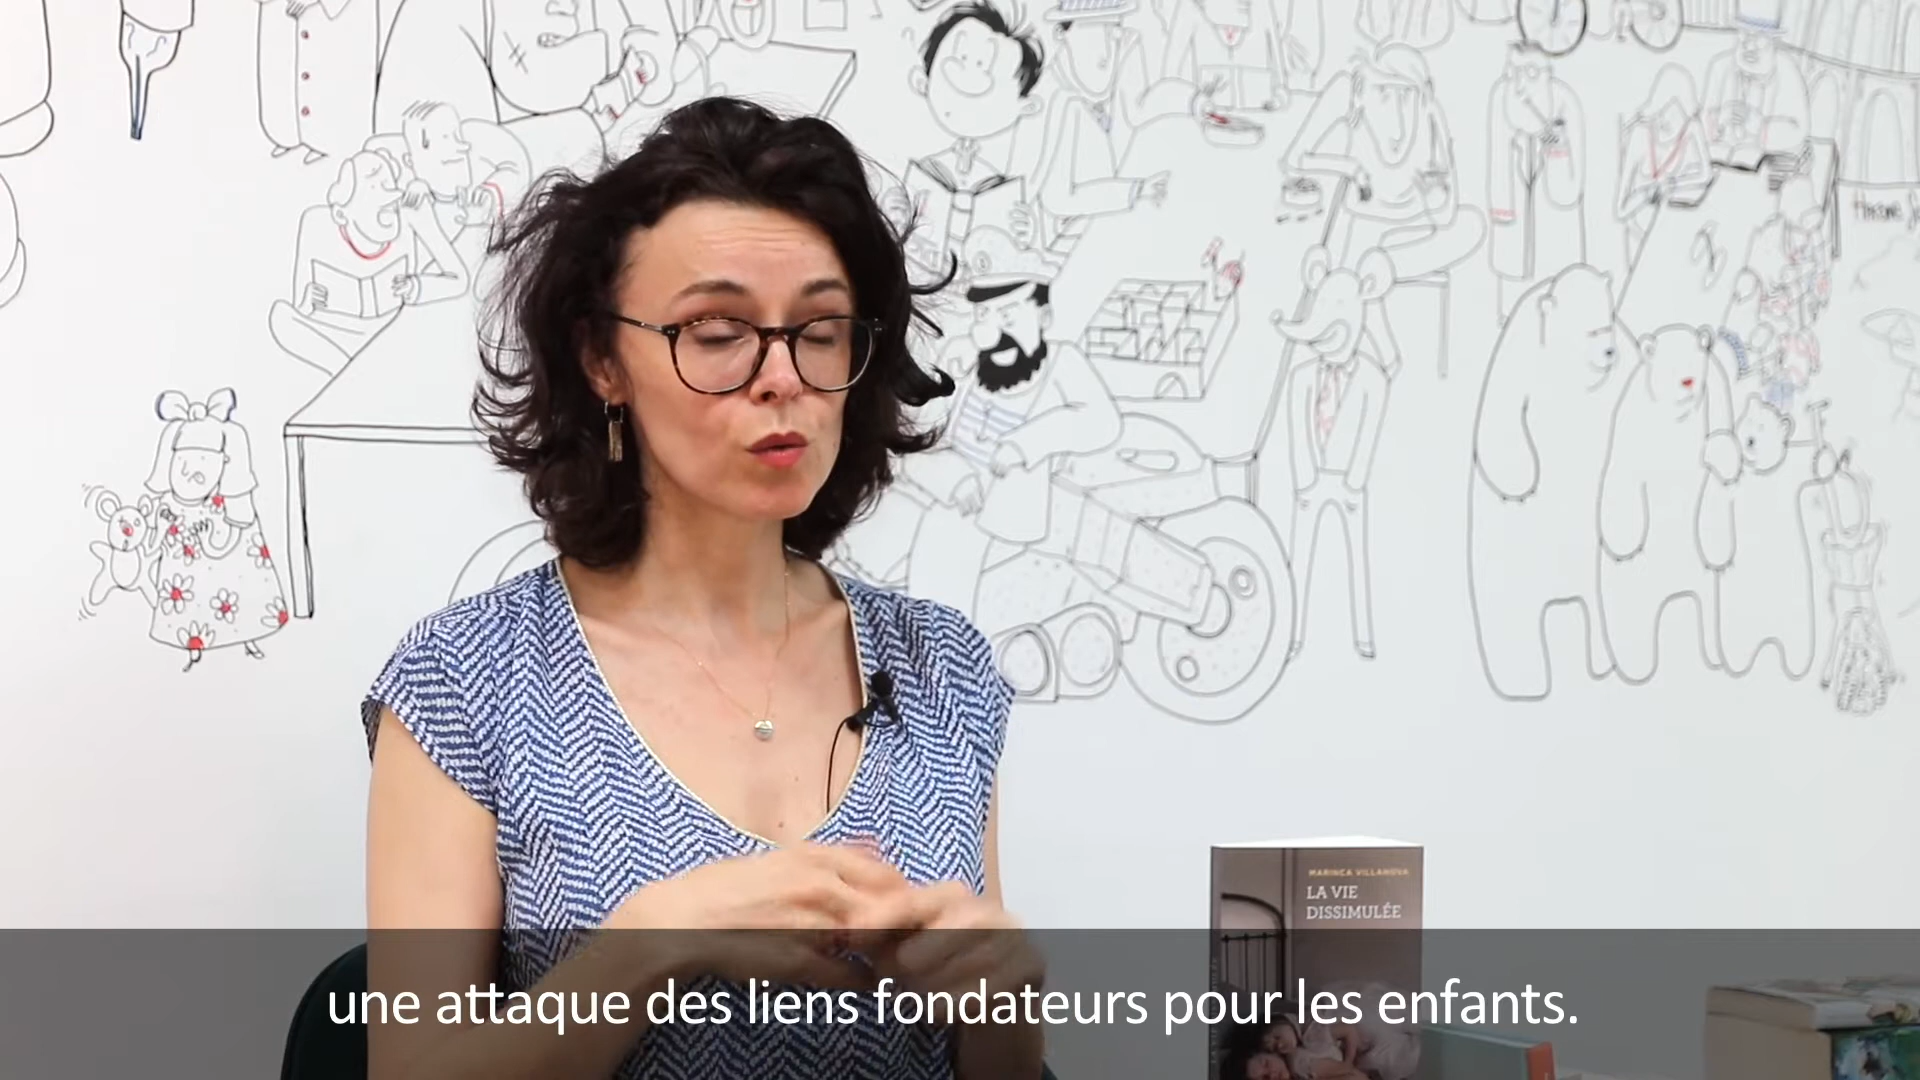 MARINCA VILLANOVA
LA VIE
DISSIMULÉE
une attaque des liens fondateurs pour les enfants.